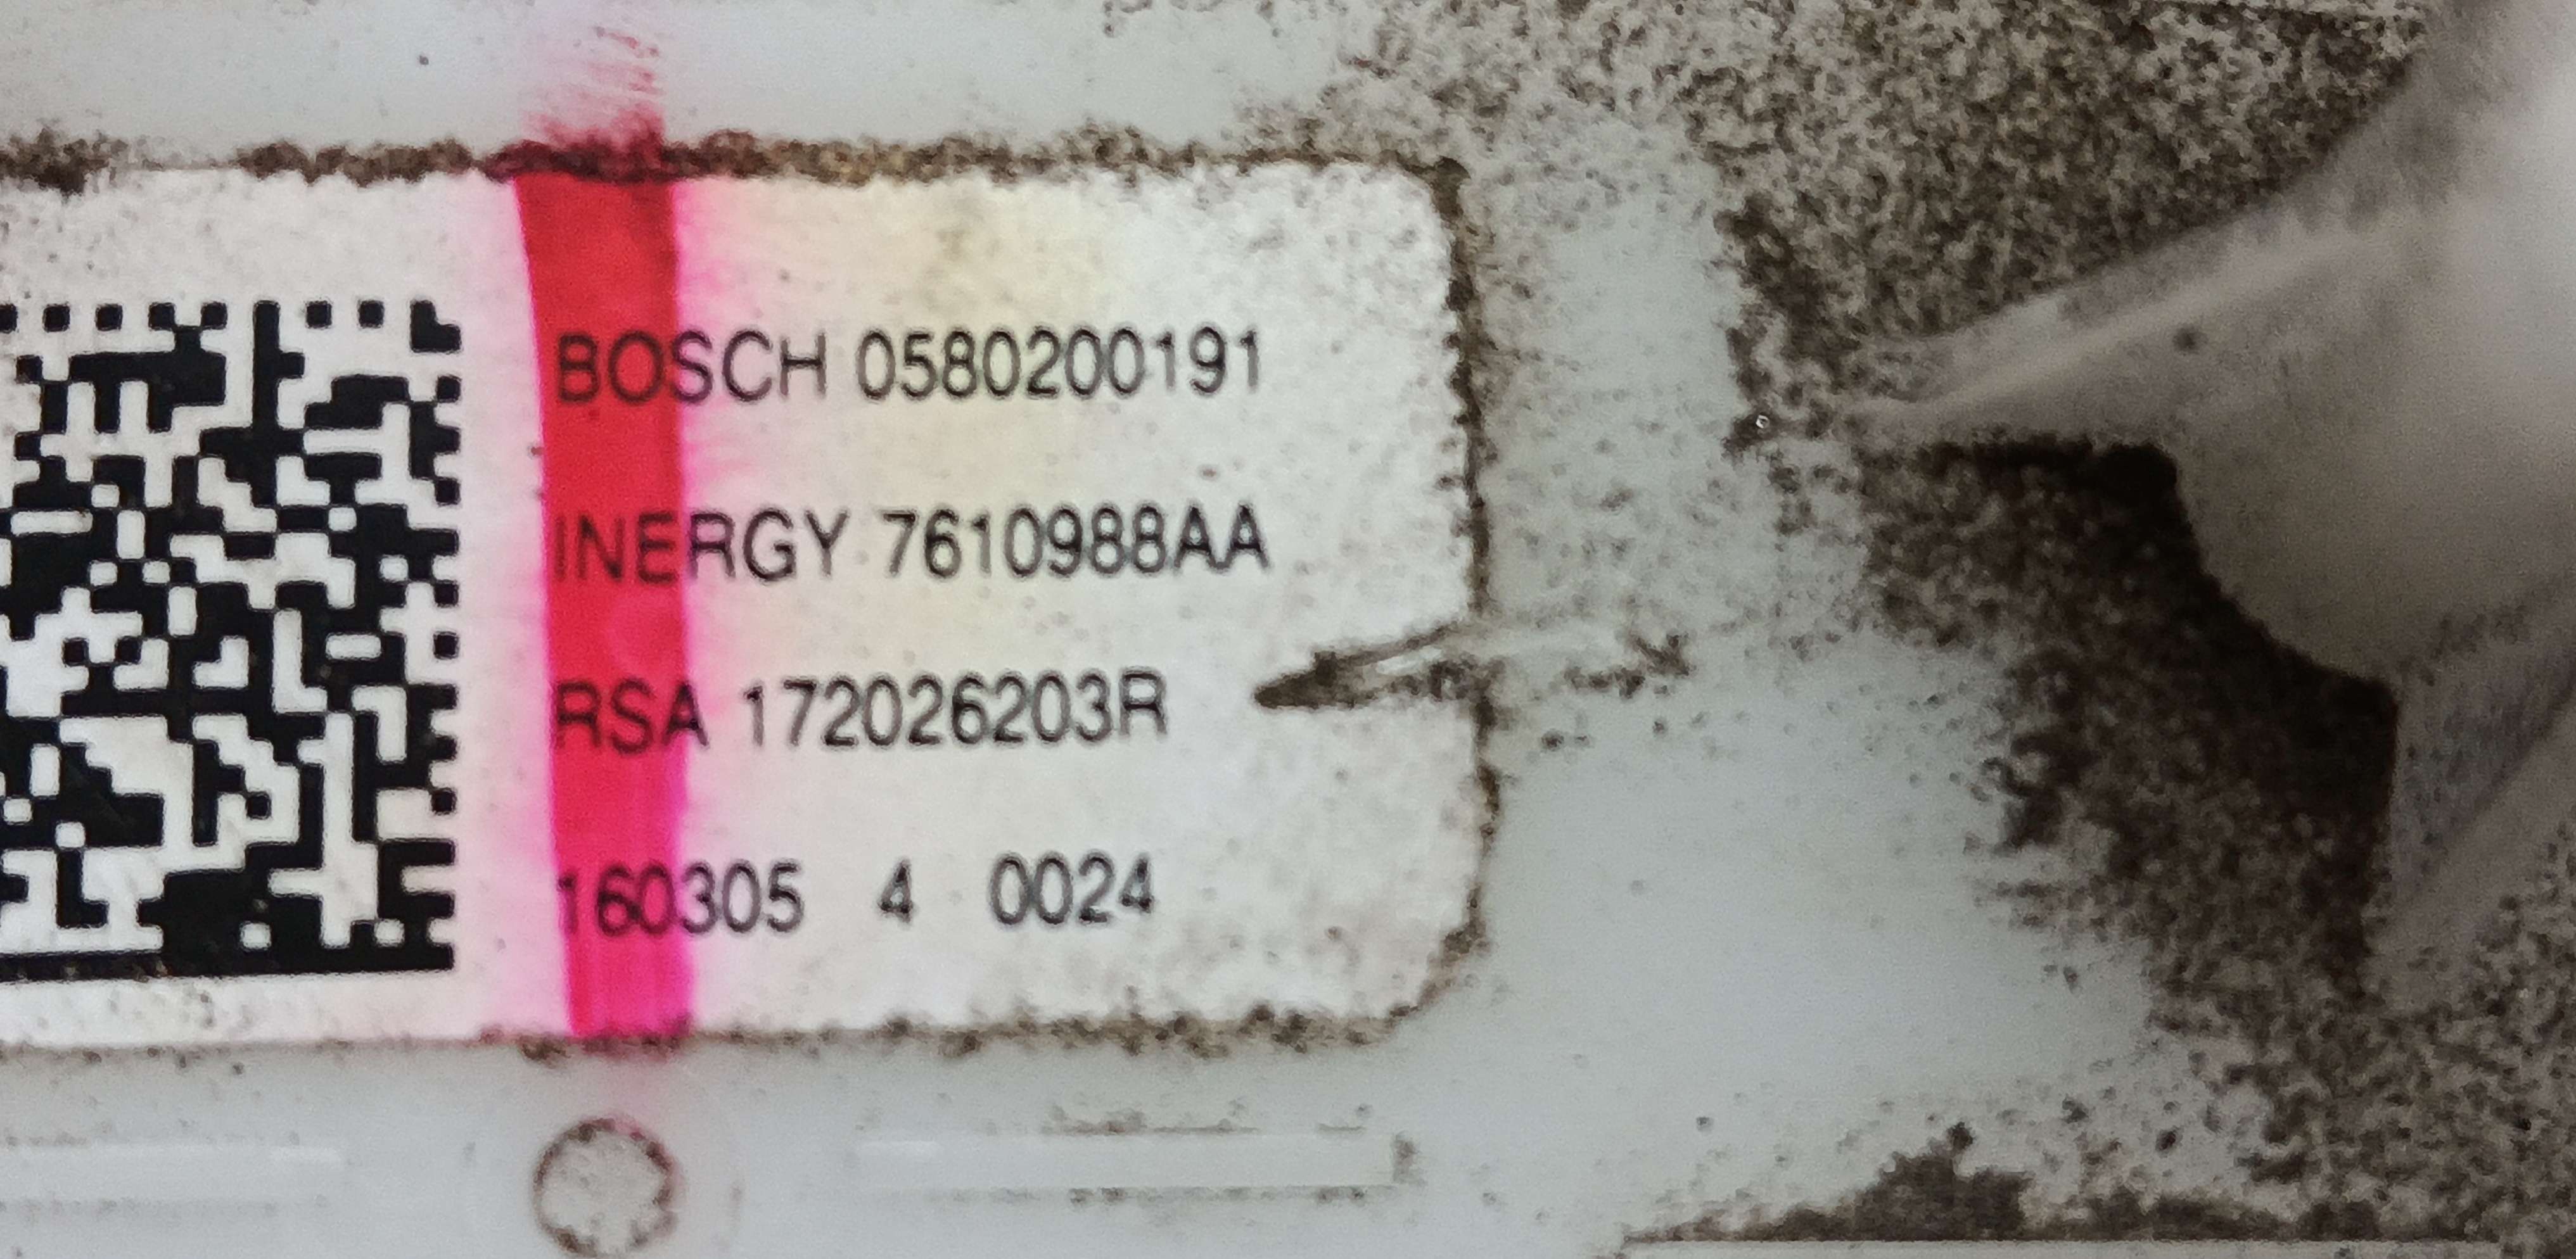 BOSCH 0580200191
INERGY 7610988AA
RSA 172026203R
160305 4 0024